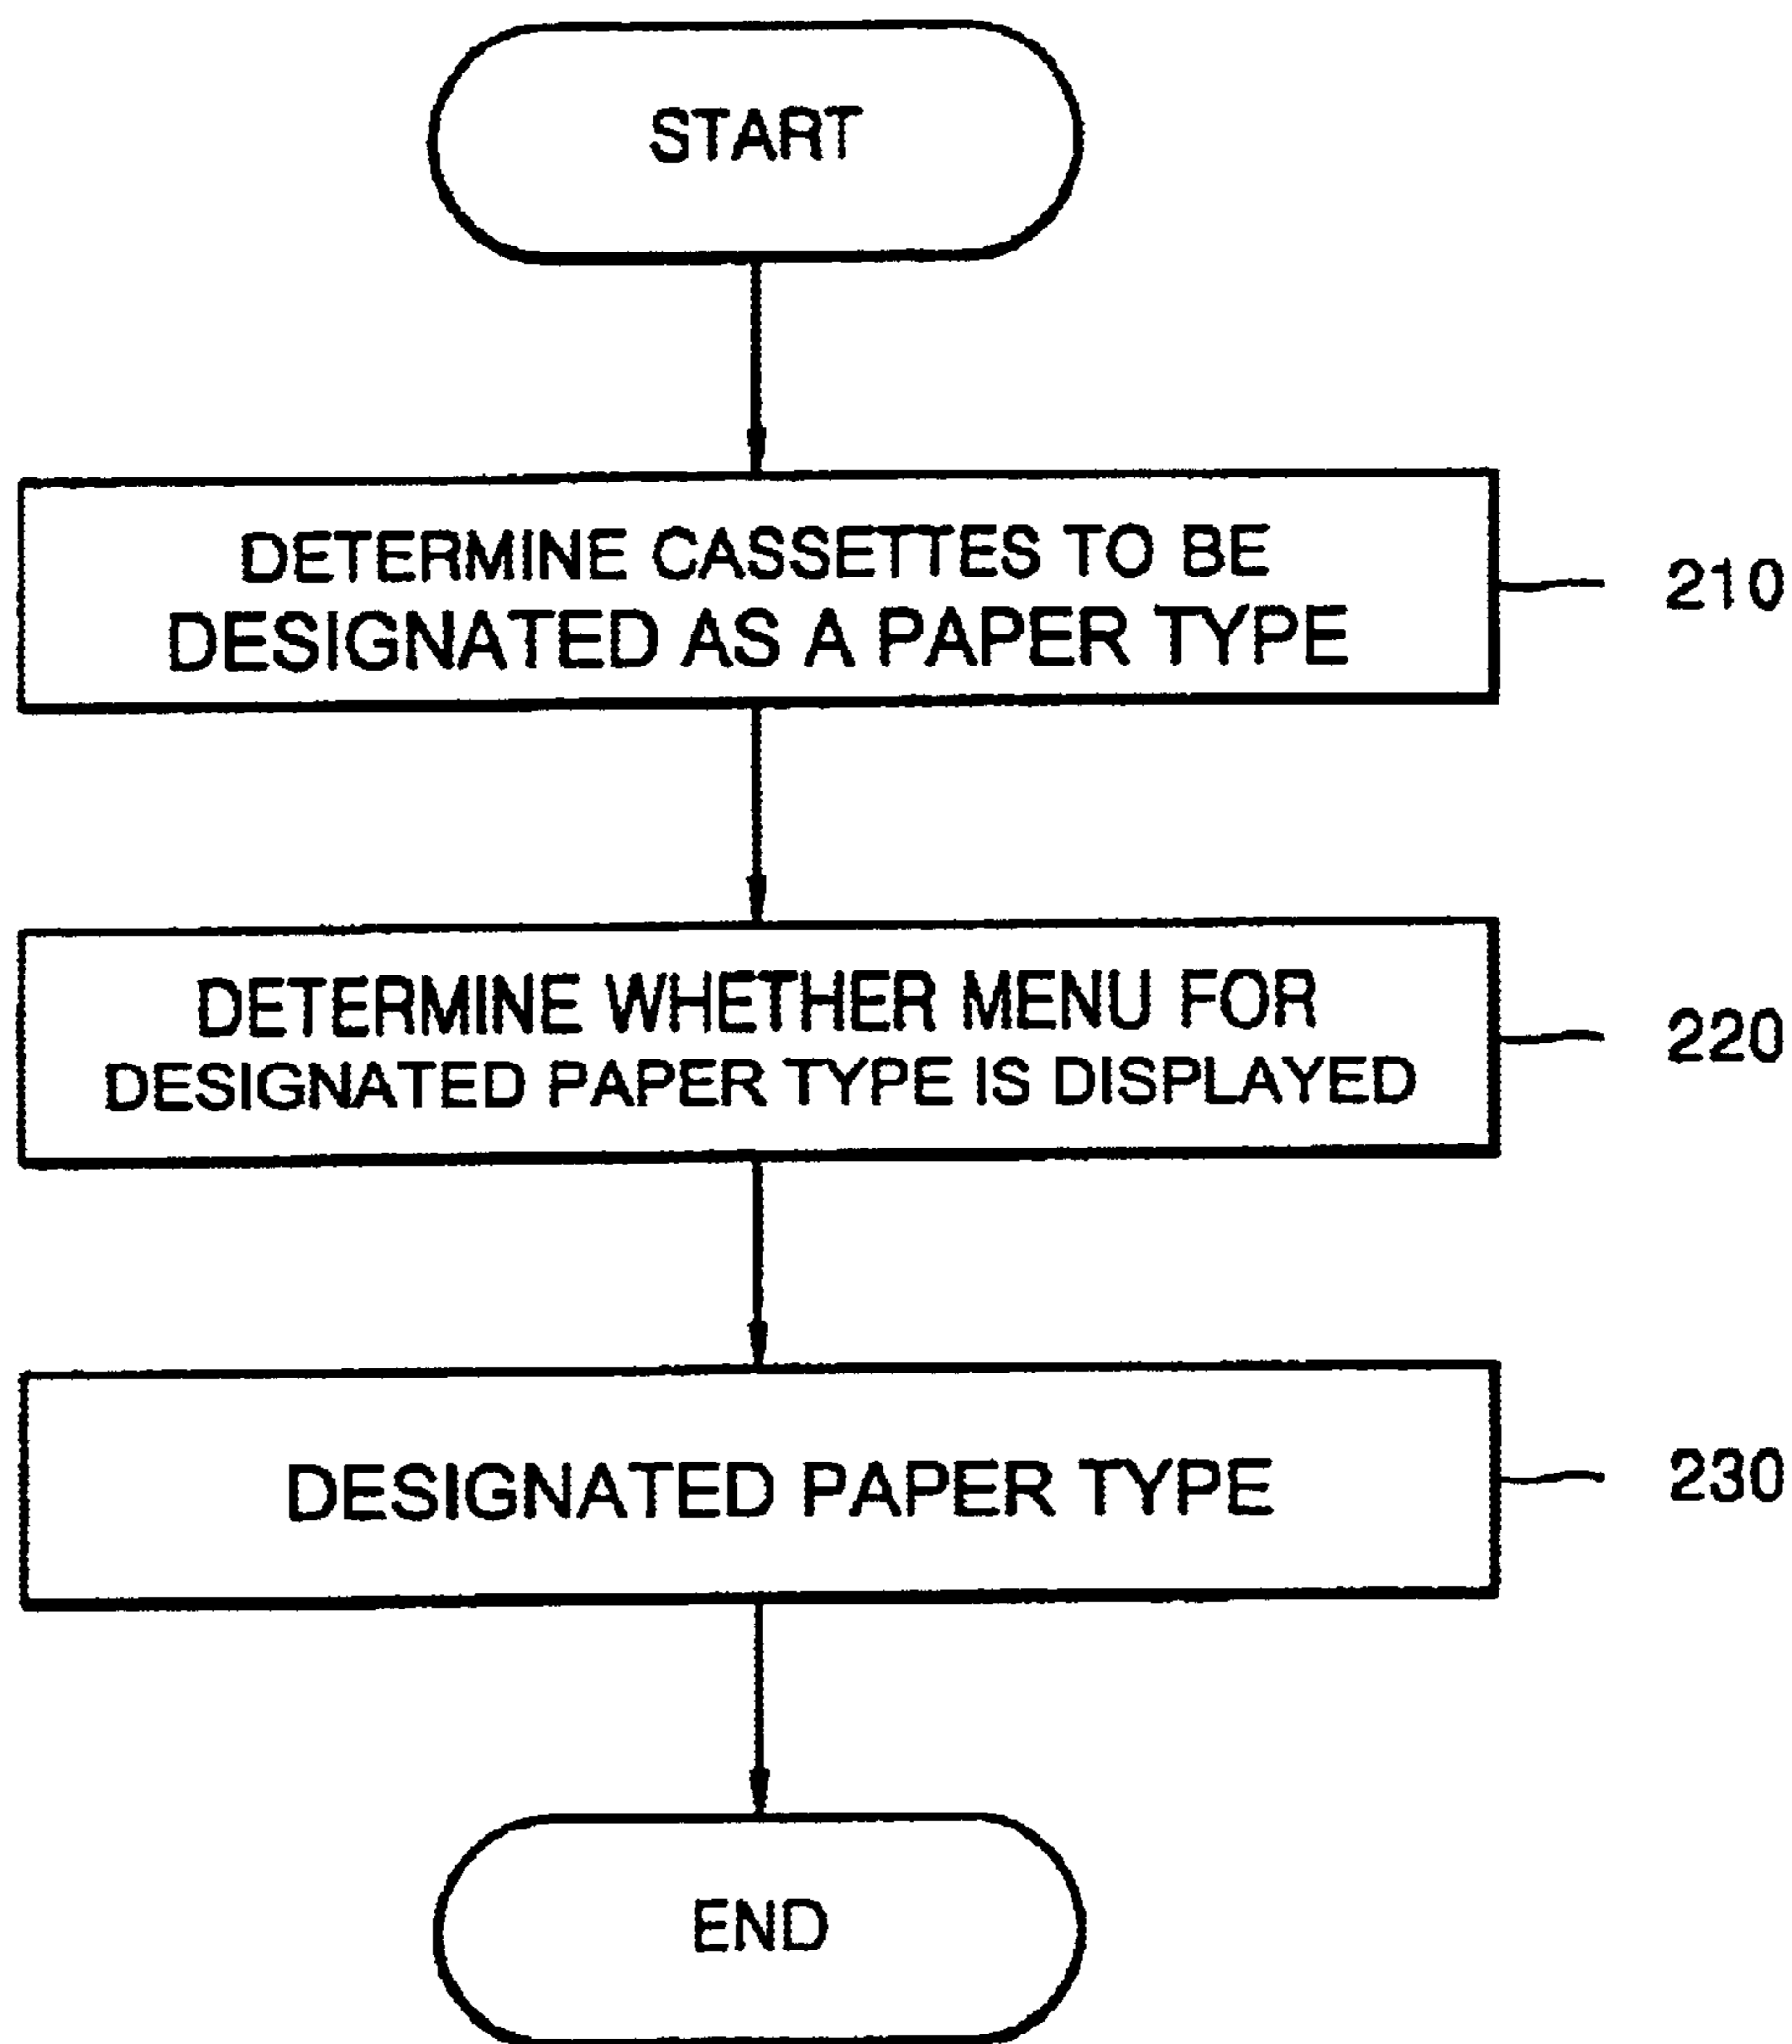 START
DETERMINE CASSETTES TO BE
DESIGNATED AS A PAPER TYPE
210
DETERMINE WHETHER MENU FOR
DESIGNATED PAPER TYPE IS DISPLAYED
220
DESIGNATED PAPER TYPE
230
END